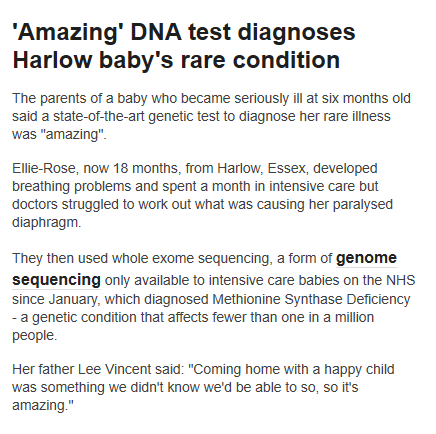 'Amazing' DNA test diagnoses
Harlow baby's rare condition
The parents of a baby who became seriously ill at six months old
said a state-of-the-art genetic test to diagnose her rare illness
was "amazing".
Ellie-Rose, now 18 months, from Harlow, Essex, developed
breathing problems and spent a month in intensive care but
doctors struggled to work out what was causing her paralysed
diaphragm.
They then used whole exome sequencing, a form of genome
sequencing only available to intensive care babies on the NHS
since January, which diagnosed Methionine Synthase Deficiency
- a genetic condition that affects fewer than one in a million
people.
Her father Lee Vincent said: "Coming home with a happy child
was something we didn't know we'd be able to so, so it's
amazing."